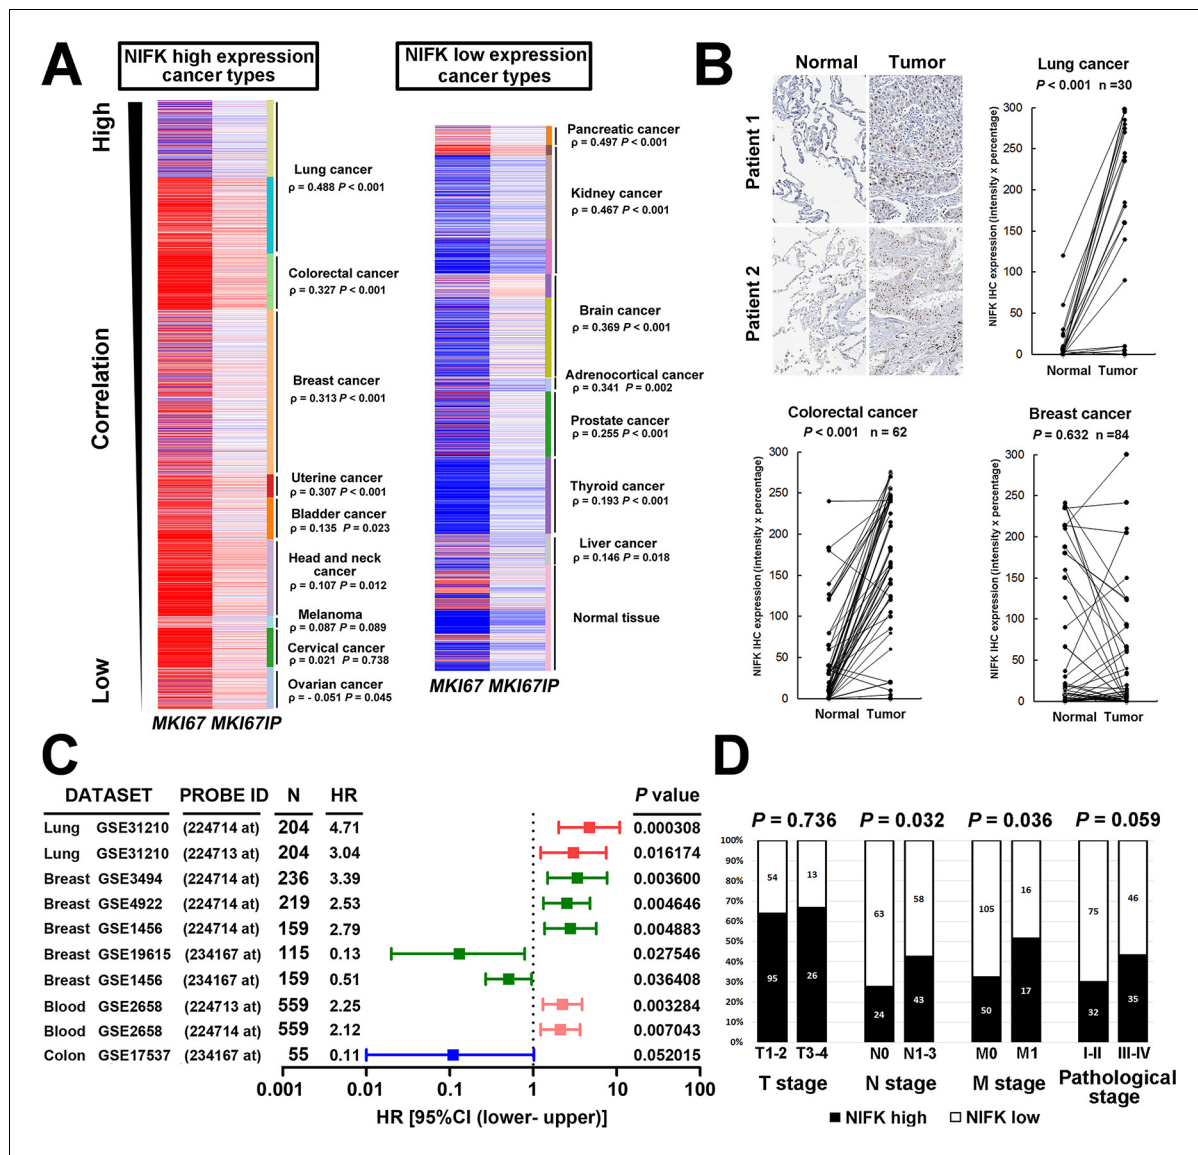 A
NIFK high expression
cancer types
NIFK low expression
cancer types
High
Correlation
Low
Lung cancer
ρ = 0.488 P < 0.001
Colorectal cancer
ρ = 0.327 P < 0.001
Breast cancer
ρ = 0.313 P < 0.001
Uterine cancer
ρ = 0.307 P < 0.001
Bladder cancer
ρ = 0.135 P = 0.023
Head and neck
cancer
ρ = 0.107 P = 0.012
Melanoma
ρ = 0.087 P = 0.089
Cervical cancer
ρ = 0.021 P = 0.738
Ovarian cancer
ρ = - 0.051 P = 0.045
MKI67 MKI67IP
Pancreatic cancer
ρ = 0.497 P < 0.001
Kidney cancer
ρ = 0.467 P < 0.001
Brain cancer
ρ = 0.369 P < 0.001
Adrenocortical cancer
ρ = 0.341 P = 0.002
Prostate cancer
ρ = 0.255 P < 0.001
Thyroid cancer
ρ = 0.193 P < 0.001
Liver cancer
ρ = 0.146 P = 0.018
Normal tissue
MKI67 MKI67IP
B
Normal Tumor
Patient 1
Patient 2
Lung cancer
P < 0.001 n =30
NIFK IHC expression (intensity x percentage)
300
250
200
150
100
50
0
Normal Tumor
Colorectal cancer
P < 0.001 n = 62
NIFK IHC expression (intensity x percentage)
300
250
200
150
100
50
0
Normal Tumor
Breast cancer
P = 0.632 n =84
NIFK IHC expression (intensity x percentage)
300
250
200
150
100
50
0
Normal Tumor
C
DATASET PROBE ID N HR P value
Lung GSE31210 (224714 at) 204 4.71 0.000308
Lung GSE31210 (224713 at) 204 3.04 0.016174
Breast GSE3494 (224714 at) 236 3.39 0.003600
Breast GSE4922 (224714 at) 219 2.53 0.004646
Breast GSE1456 (224714 at) 159 2.79 0.004883
Breast GSE19615 (234167 at) 115 0.13 0.027546
Breast GSE1456 (234167 at) 159 0.51 0.036408
Blood GSE2658 (224713 at) 559 2.25 0.003284
Blood GSE2658 (224714 at) 559 2.12 0.007043
Colon GSE17537 (234167 at) 55 0.11 0.052015
0.001 0.01 0.1 1 10 100
HR [95%CI (lower- upper)]
D
P = 0.736 P = 0.032 P = 0.036 P = 0.059
100%
90%
80%
70%
60%
50%
40%
30%
20%
10%
0%
54 13 63 58 105 16 75 46
95 26 24 43 50 17 32 35
T1-2 T3-4 N0 N1-3 M0 M1 I-II III-IV
T stage N stage M stage Pathological
stage
NIFK high NIFK low